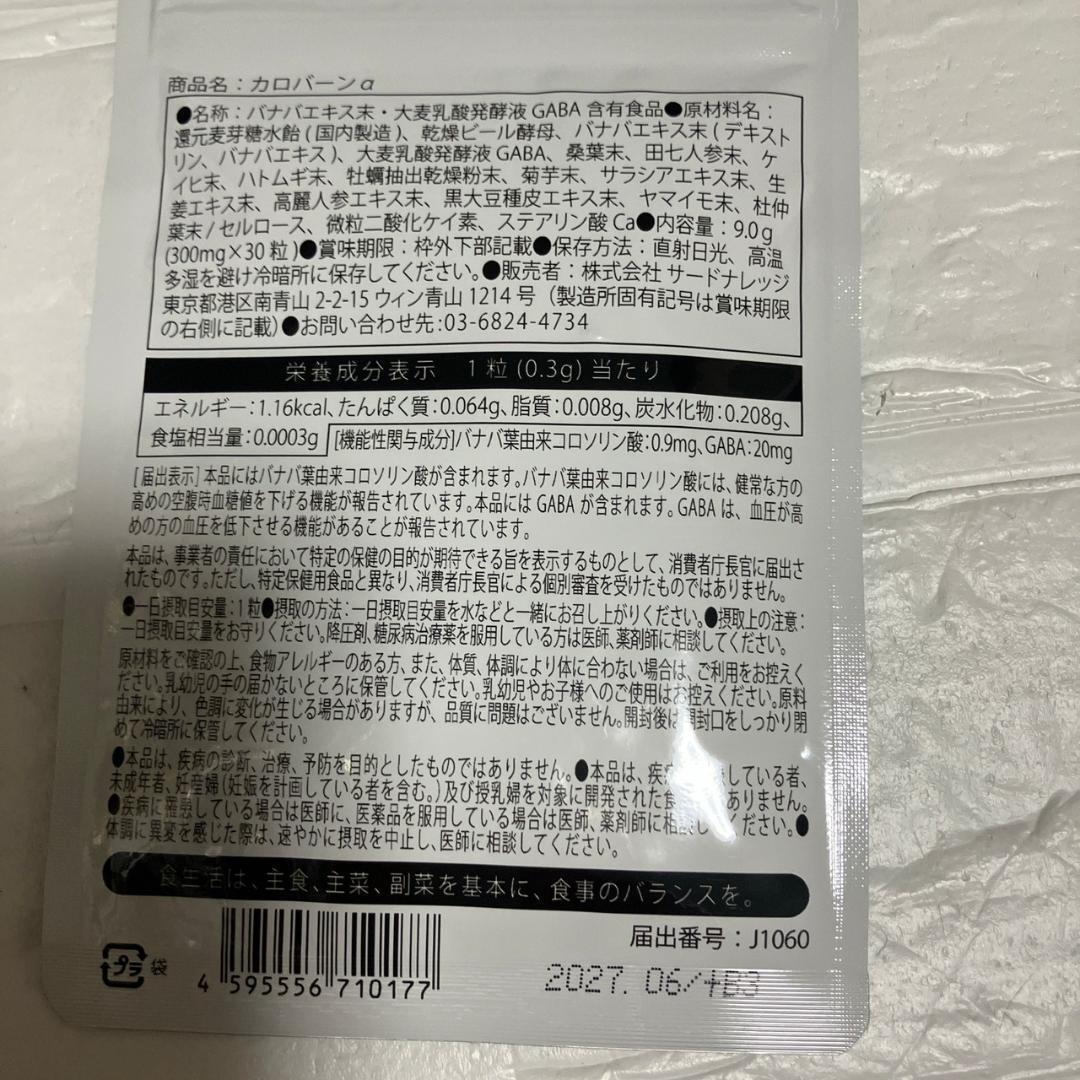 商品名：カロバーンα
●名称：バナバエキス末・大麦乳酸発酵液 GABA 含有食品●原材料名：
還元麦芽糖水飴 ( 国内製造 )、乾燥ビール酵母、バナバエキス末 ( デキスト
リン、バナバエキス )、大麦乳酸発酵液 GABA、桑葉末、田七人参末、ケ
イヒ末、ハトムギ末、牡蠣抽出乾燥粉末、菊芋末、サラシアエキス末、生
姜エキス末、高麗人参エキス末、黒大豆種皮エキス末、ヤマイモ末、杜仲
葉末 / セルロース、微粒二酸化ケイ素、ステアリン酸 Ca●内容量：9.0g
(300mg×30 粒 )●賞味期限：枠外下部記載●保存方法：直射日光、高温
多湿を避け冷暗所に保存してください。●販売者：株式会社 サードナレッジ
東京都港区南青山 2-2-15 ウィン青山 1214 号（製造所固有記号は賞味期限
の右側に記載）●お問い合わせ先:03-6824-4734
栄養成分表示 1 粒 (0.3g) 当たり
エネルギー：1.16kcal、たんぱく質：0.064g、脂質：0.008g、炭水化物：0.208g、
食塩相当量：0.0003g [機能性関与成分]バナバ葉由来コロソリン酸：0.9mg、GABA：20mg
[ 届出表示 ] 本品にはバナバ葉由来コロソリン酸が含まれます。バナバ葉由来コロソリン酸には、健常な方の
高めの空腹時血糖値を下げる機能が報告されています。本品には GABA が含まれます。GABA は、血圧が高
めの方の血圧を低下させる機能があることが報告されています。
本品は、事業者の責任において特定の保健の目的が期待できる旨を表示するものとして、消費者庁長官に届出さ
れたものです。ただし、特定保健用食品と異なり、消費者庁長官による個別審査を受けたものではありません。
●一日摂取目安量：1 粒●摂取の方法：一日摂取目安量を水などと一緒にお召し上がりください。●摂取上の注意：
一日摂取目安量をお守りください。降圧剤、糖尿病治療薬を服用している方は医師、薬剤師に相談してください。
原材料をご確認の上、食物アレルギーのある方、また、体質、体調により体に合わない場合は、ご利用をお控えく
ださい。乳幼児の手の届かないところに保管してください。乳幼児やお子様へのご使用はお控えください。原料
由来により、色調に変化が生じる場合がありますが、品質に問題はございません。開封後は開封口をしっかり閉
めて冷暗所に保管してください。
●本品は、疾病の診断、治療、予防を目的としたものではありません。●本品は、疾 している者、
未成年者、妊産婦（妊娠を計画している者を含む。）及び授乳婦を対象に開発された食 ありません。
●疾病に罹患している場合は医師に、医薬品を服用している場合は医師、薬剤師に相 ください。●
体調に異変を感じた際は、速やかに摂取を中止し、医師に相談してください。
食生活は、主食、主菜、副菜を基本に、食事のバランスを。
届出番号：J1060
プラ 袋
4 595556 710177
2027. 06/+B3